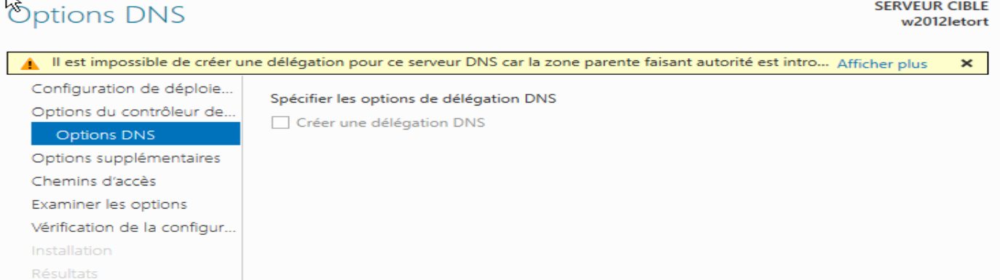 Options DNS
SERVEUR CIBLE
w2012letort
Il est impossible de créer une délégation pour ce serveur DNS car la zone parente faisant autorité est intro... Afficher plus
Configuration de déploie...
Options du contrôleur de...
Options DNS
Options supplémentaires
Chemins d'accès
Examiner les options
Vérification de la configur...
Installation
Résultats
Spécifier les options de délégation DNS
Créer une délégation DNS